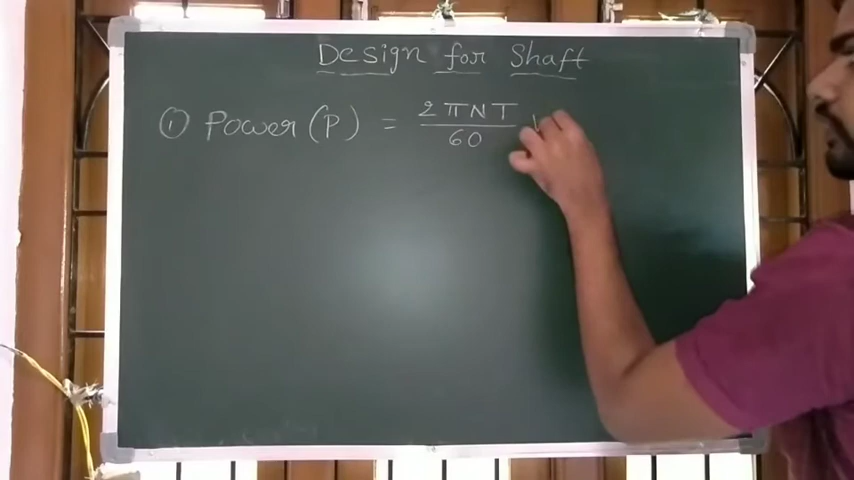 Design for Shaft
① Power (P) = 2πNT / 60